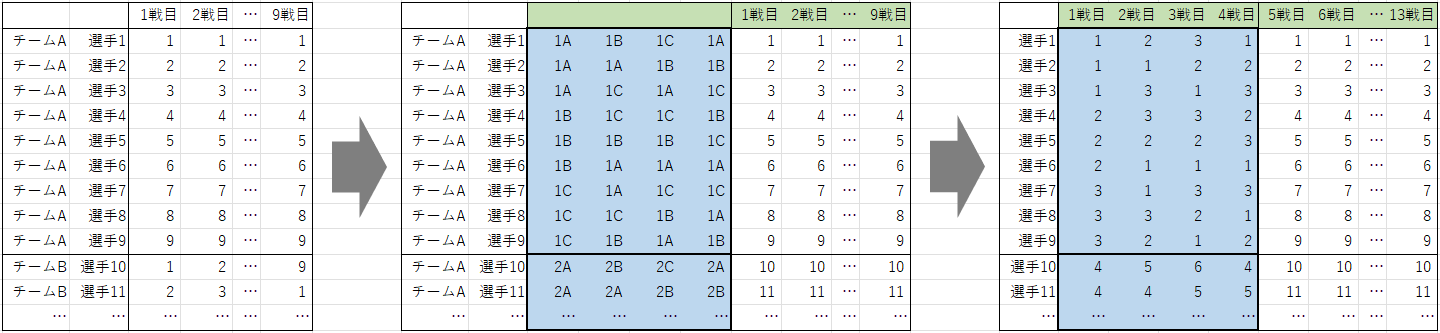 1戦目 2戦目 … 9戦目
チームA 選手1 1 1 … 1
チームA 選手2 2 2 … 2
チームA 選手3 3 3 … 3
チームA 選手4 4 4 … 4
チームA 選手5 5 5 … 5
チームA 選手6 6 6 … 6
チームA 選手7 7 7 … 7
チームA 選手8 8 8 … 8
チームA 選手9 9 9 … 9
チームB 選手10 1 2 … 9
チームB 選手11 2 3 … 1
… … … … …
1戦目 2戦目 … 9戦目
チームA 選手1 1A 1B 1C 1A 1 1 … 1
チームA 選手2 1A 1A 1B 1B 2 2 … 2
チームA 選手3 1A 1C 1A 1C 3 3 … 3
チームA 選手4 1B 1C 1C 1B 4 4 … 4
チームA 選手5 1B 1B 1B 1C 5 5 … 5
チームA 選手6 1B 1A 1A 1A 6 6 … 6
チームA 選手7 1C 1A 1C 1C 7 7 … 7
チームA 選手8 1C 1C 1B 1A 8 8 … 8
チームA 選手9 1C 1B 1A 1B 9 9 … 9
チームA 選手10 2A 2B 2C 2A 10 10 … 10
チームA 選手11 2A 2A 2B 2B 11 11 … 11
… … … … … … … … …
1戦目 2戦目 3戦目 4戦目 5戦目 6戦目 … 13戦目
選手1 1 2 3 1 1 1 … 1
選手2 1 1 2 2 2 2 … 2
選手3 1 3 1 3 3 3 … 3
選手4 2 3 3 2 4 4 … 4
選手5 2 2 2 3 5 5 … 5
選手6 2 1 1 1 6 6 … 6
選手7 3 1 3 3 7 7 … 7
選手8 3 3 2 1 8 8 … 8
選手9 3 2 1 2 9 9 … 9
選手10 4 5 6 4 10 10 … 10
選手11 4 4 5 5 11 11 … 11
… … … … … … … …